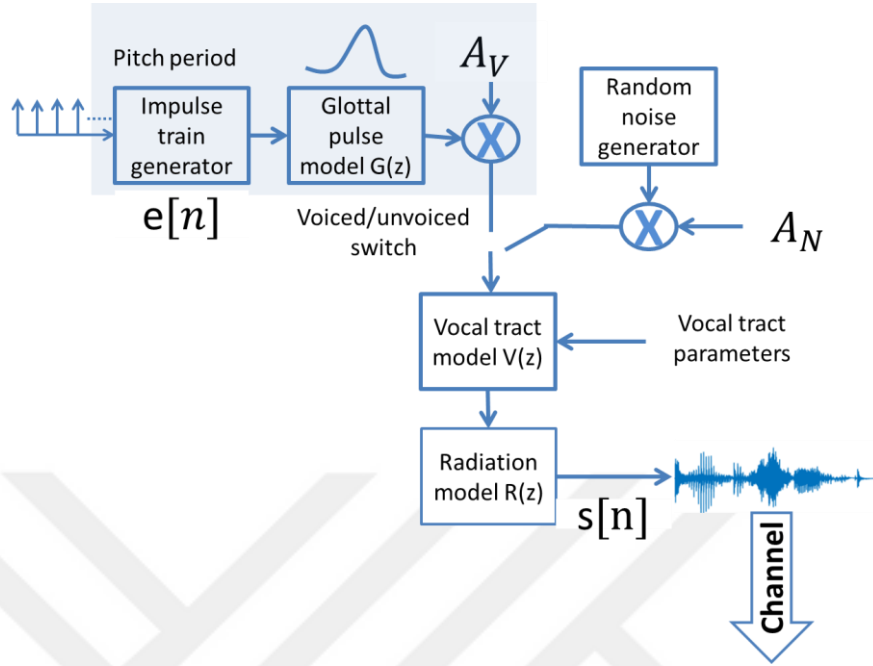 Pitch period
A_V
Impulse
train
generator
Glottal
pulse
model G(z)
X
Random
noise
generator
e[n]
Voiced/unvoiced
switch
X
A_N
Vocal tract
model V(z)
Vocal tract
parameters
Radiation
model R(z)
s[n]
Channel